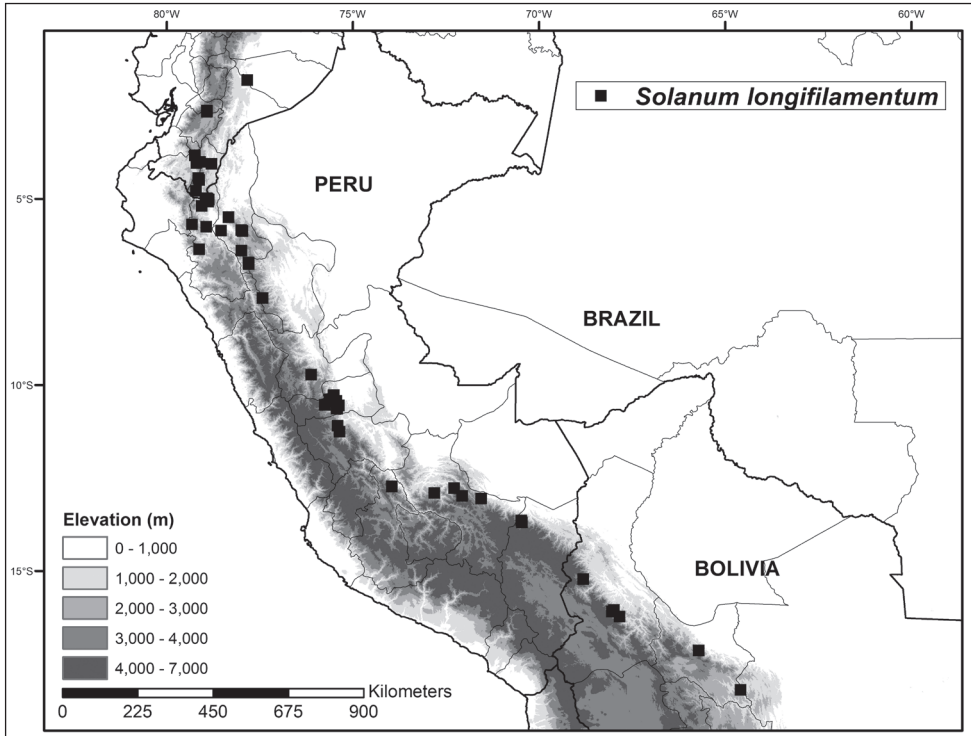 80°W 75°W 70°W 65°W 60°W
Solanum longifilamentum
5°S
PERU
BRAZIL
10°S
15°S
BOLIVIA
Elevation (m)
0 - 1,000
1,000 - 2,000
2,000 - 3,000
3,000 - 4,000
4,000 - 7,000
Kilometers
0 225 450 675 900